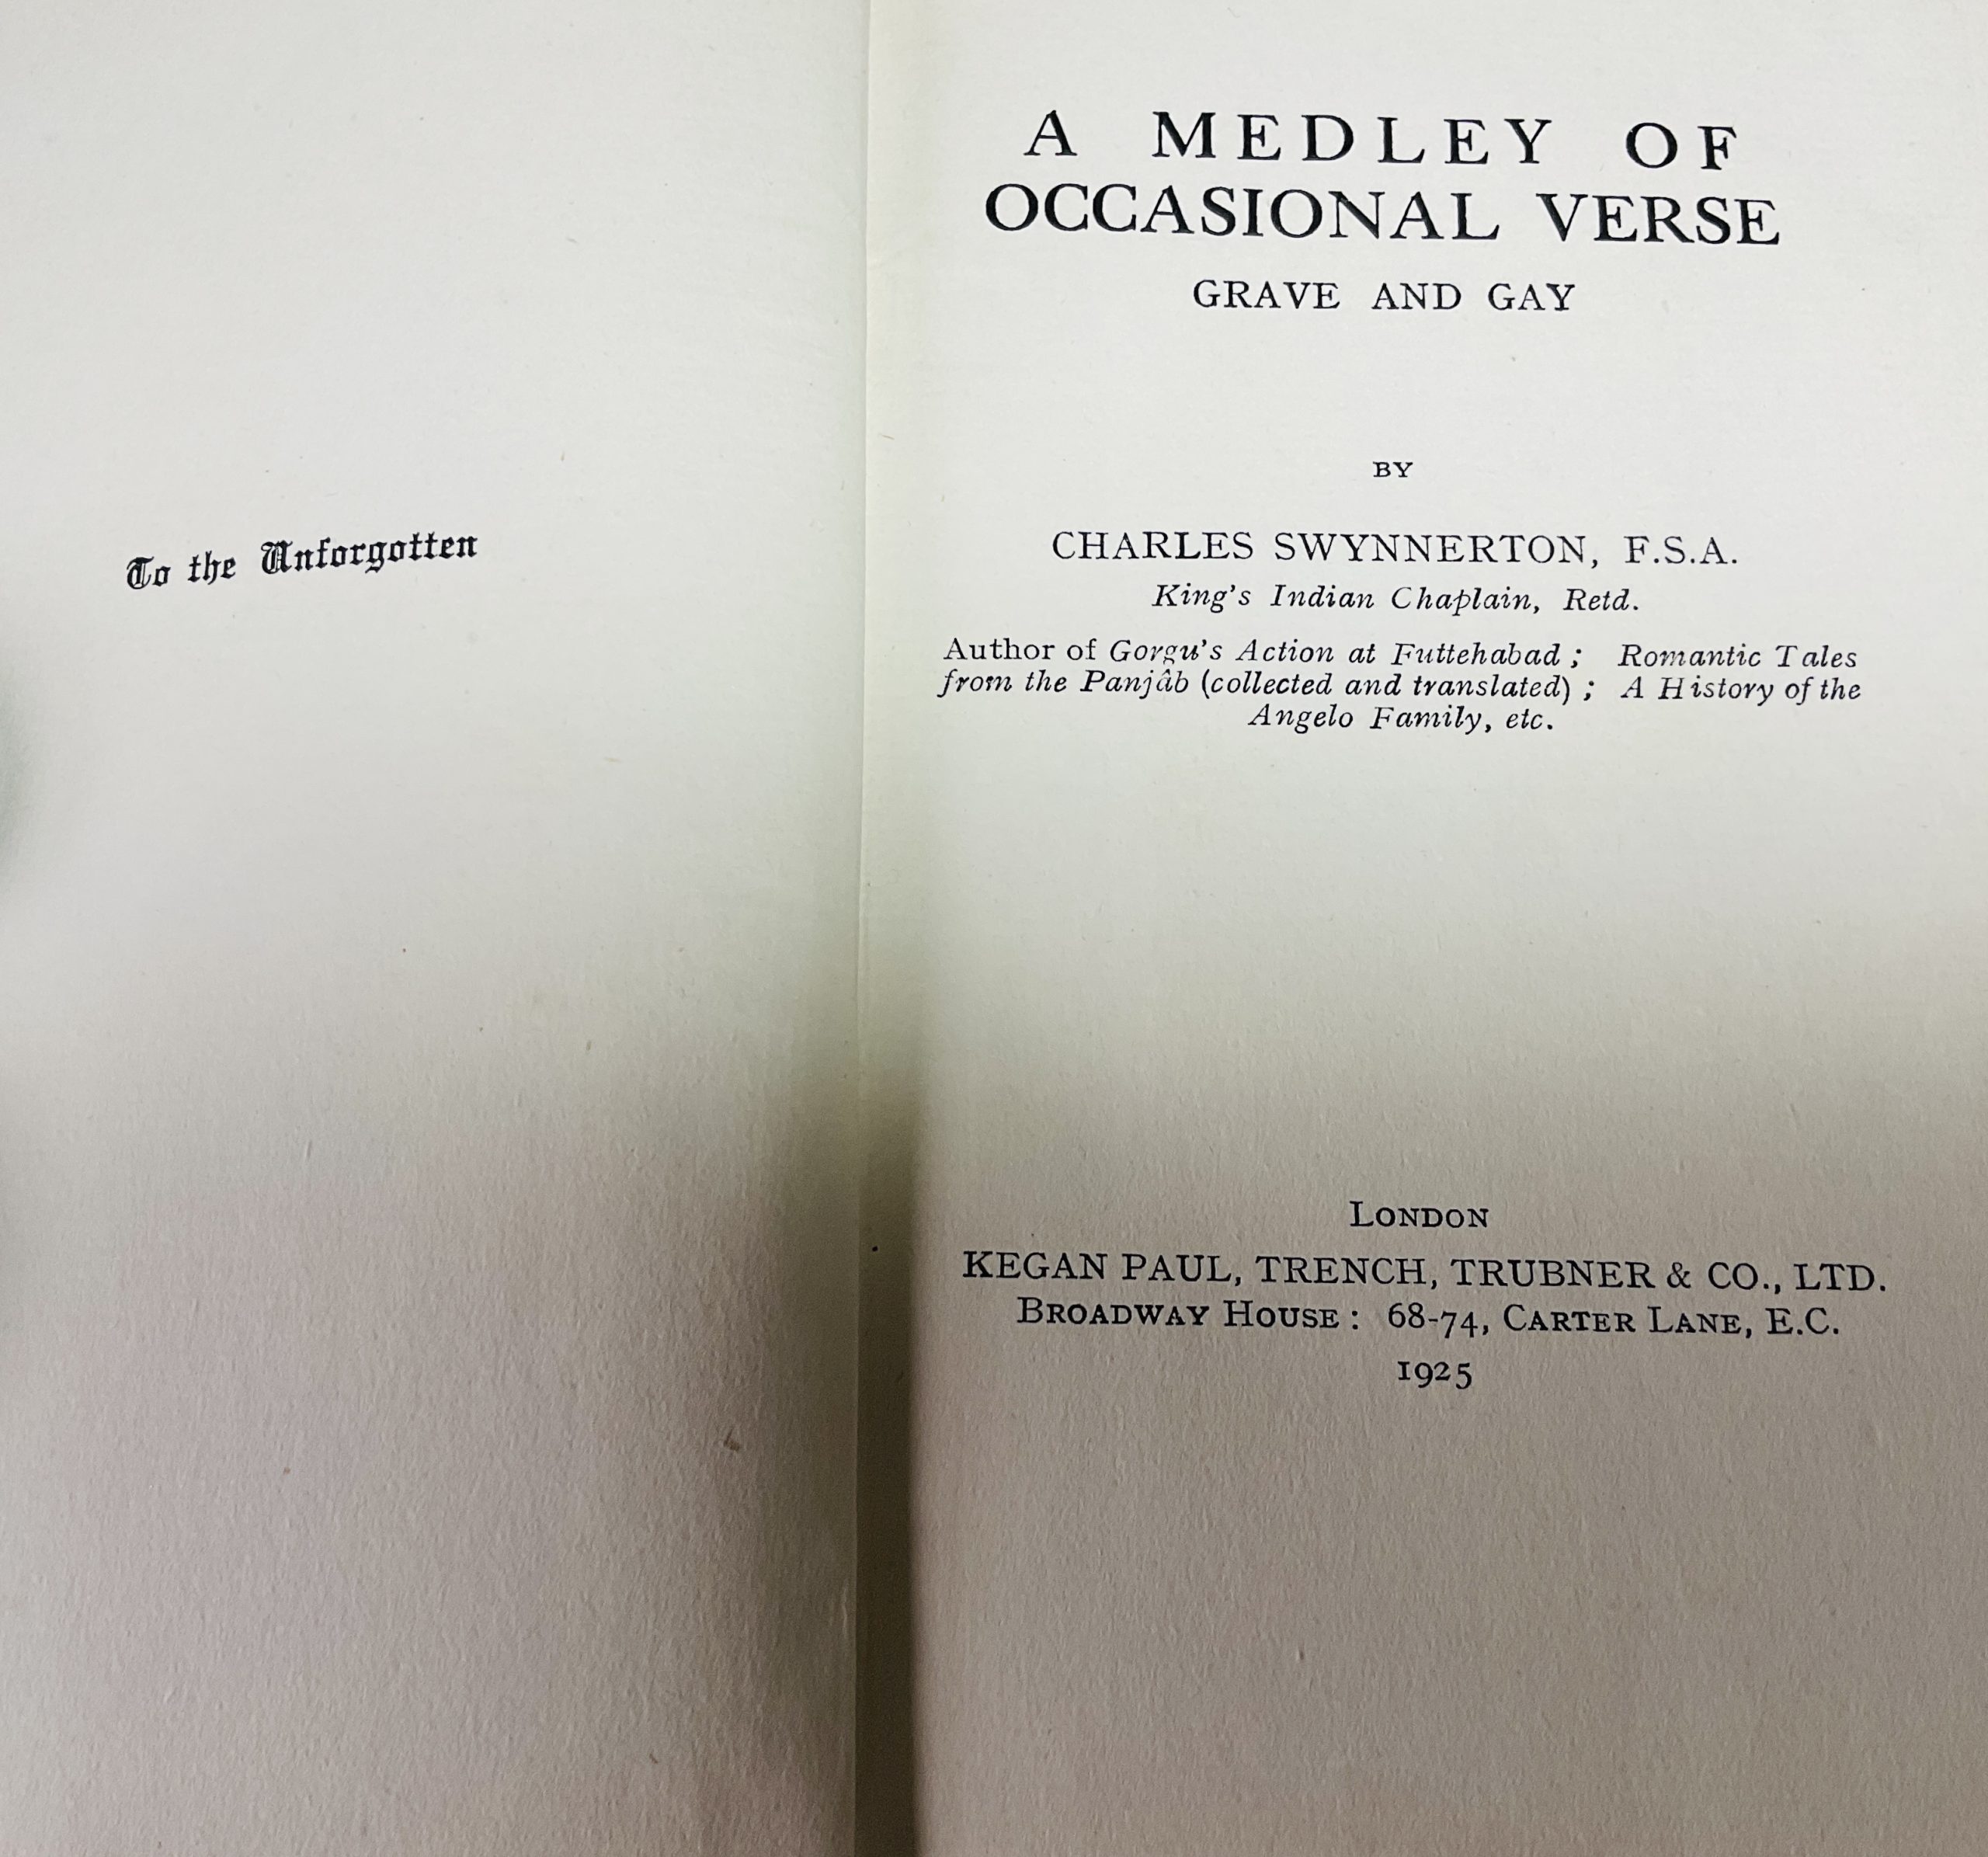 To the Unforgotten
A MEDLEY OF
OCCASIONAL VERSE
GRAVE AND GAY
BY
CHARLES SWYNNERTON, F.S.A.
King's Indian Chaplain, Retd.
Author of Gorgu's Action at Futtehabad; Romantic Tales
from the Panjâb (collected and translated); A History of the
Angelo Family, etc.
LONDON
KEGAN PAUL, TRENCH, TRUBNER & CO., LTD.
BROADWAY HOUSE: 68-74, CARTER LANE, E.C.
1925